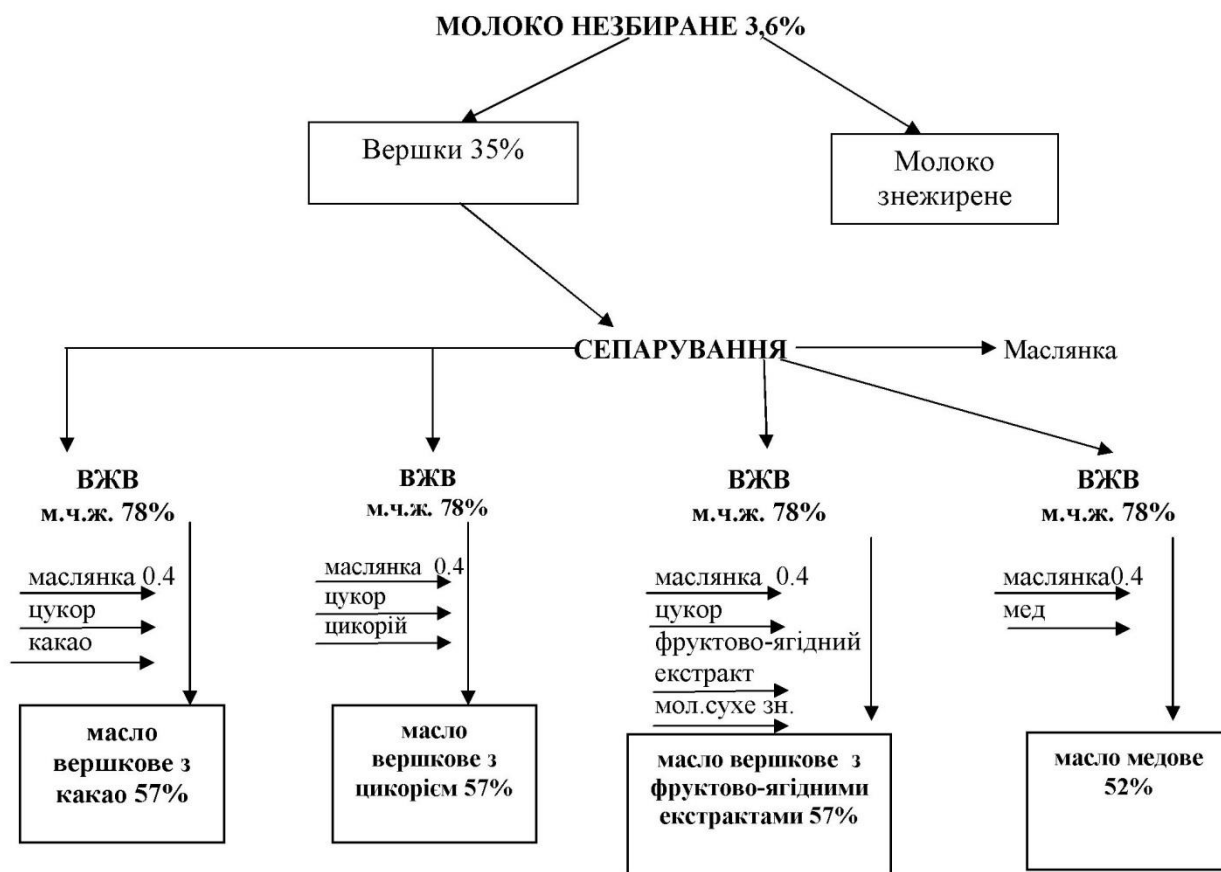 МОЛОКО НЕЗБИРАНЕ 3,6%
Вершки 35%
Молоко
знежирене
СЕПАРУВАННЯ
Маслянка
ВЖВ
м.ч.ж. 78%
маслянка 0.4
цукор
какао
масло
вершкове з
какао 57%
ВЖВ
м.ч.ж. 78%
маслянка 0.4
цукор
цикорій
масло
вершкове з
цикорієм 57%
ВЖВ
м.ч.ж. 78%
маслянка 0.4
цукор
фруктово-ягідний
екстракт
мол.сухе зн.
масло вершкове з
фруктово-ягідними
екстрактами 57%
ВЖВ
м.ч.ж. 78%
маслянка0.4
мед
масло медове
52%